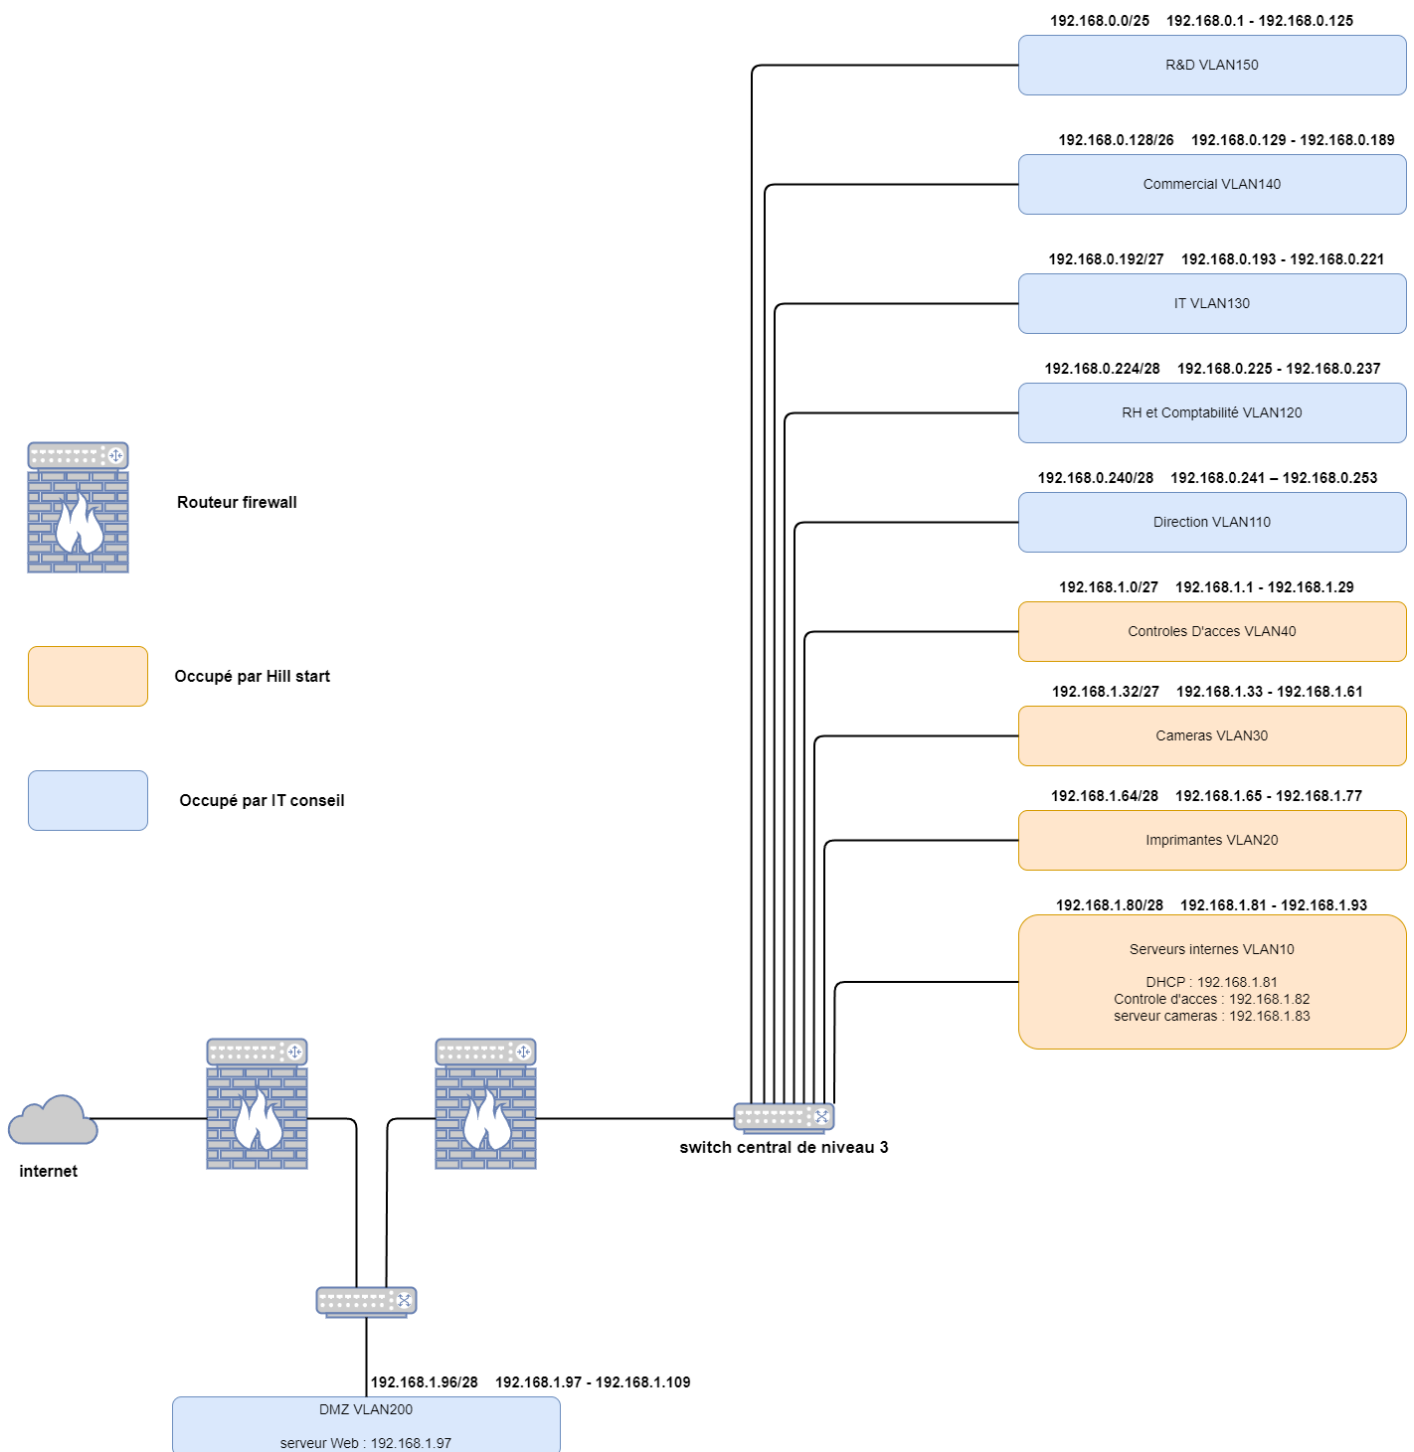 192.168.0.0/25 192.168.0.1 - 192.168.0.125
R&D VLAN150
192.168.0.128/26 192.168.0.129 - 192.168.0.189
Commercial VLAN140
192.168.0.192/27 192.168.0.193 - 192.168.0.221
IT VLAN130
192.168.0.224/28 192.168.0.225 - 192.168.0.237
RH et Comptabilité VLAN120
192.168.0.240/28 192.168.0.241 – 192.168.0.253
Direction VLAN110
Routeur firewall
192.168.1.0/27 192.168.1.1 - 192.168.1.29
Controles D'acces VLAN40
Occupé par Hill start
192.168.1.32/27 192.168.1.33 - 192.168.1.61
Cameras VLAN30
Occupé par IT conseil
192.168.1.64/28 192.168.1.65 - 192.168.1.77
Imprimantes VLAN20
192.168.1.80/28 192.168.1.81 - 192.168.1.93
Serveurs internes VLAN10
DHCP : 192.168.1.81
Controle d'acces : 192.168.1.82
serveur cameras : 192.168.1.83
switch central de niveau 3
internet
192.168.1.96/28 192.168.1.97 - 192.168.1.109
DMZ VLAN200
serveur Web : 192.168.1.97